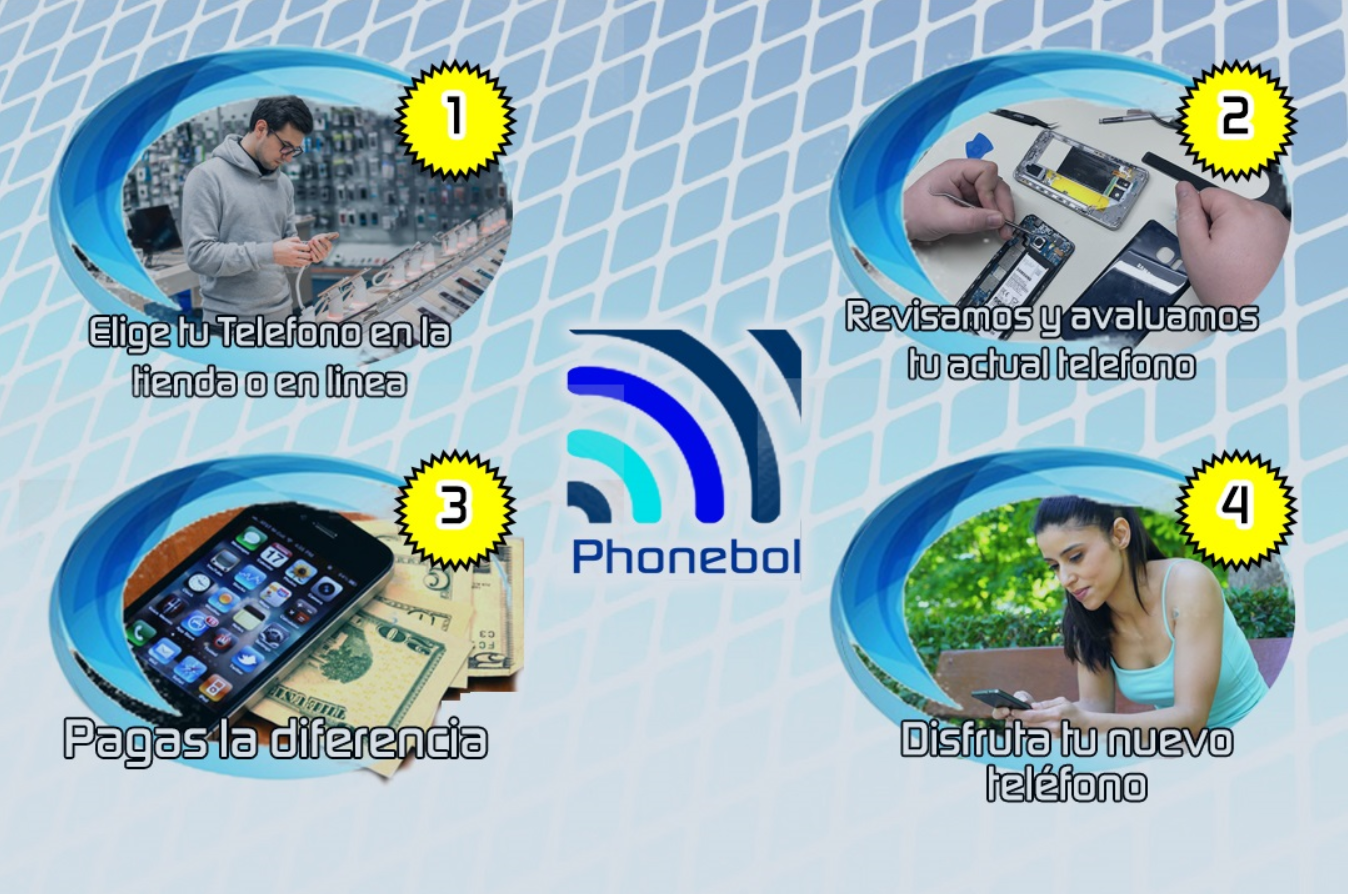 1
Elige tu Telefono en la
tienda o en linea
2
Revisamos y avaluamos
tu actual telefono
Phonebol
3
Pagas la diferencia
4
Disfruta tu nuevo
teléfono